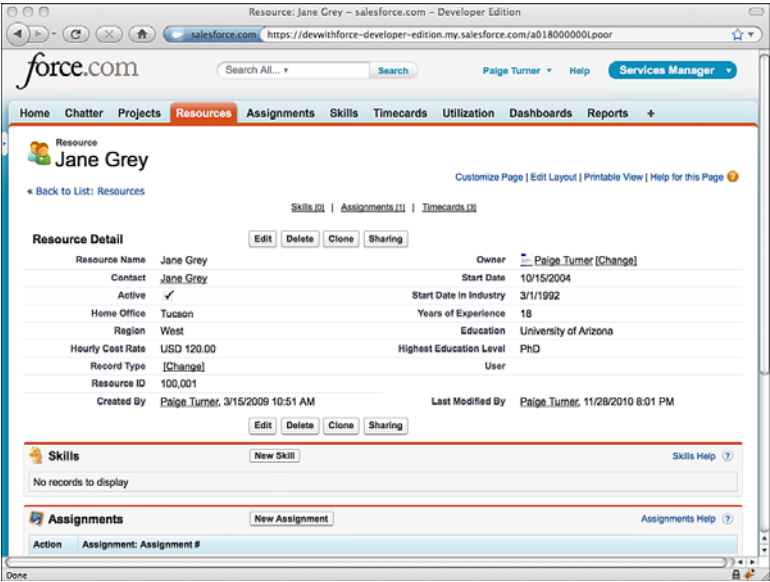 Resource: Jane Grey ~ salesforce.com – Developer Edition
salesforce.com https://devwithforce-developer-edition.my.salesforce.com/a018000000Lpoor
force.com Search All... Search Paige Turner Help Services Manager
Home Chatter Projects Resources Assignments Skills Timecards Utilization Dashboards Reports +
Resource
Jane Grey
Customize Page | Edit Layout | Printable View | Help for this Page ?
« Back to List: Resources
Skills [0] | Assignments [1] | Timecards [3]
Resource Detail Edit Delete Clone Sharing
Resource Name Jane Grey Owner Paige Turner [Change]
Contact Jane Grey Start Date 10/15/2004
Active ✓ Start Date in Industry 3/1/1992
Home Office Tucson Years of Experience 18
Region West Education University of Arizona
Hourly Cost Rate USD 120.00 Highest Education Level PhD
Record Type [Change] User
Resource ID 100,001
Created By Paige Turner, 3/15/2009 10:51 AM Last Modified By Paige Turner, 11/28/2010 8:01 PM
Edit Delete Clone Sharing
Skills New Skill Skills Help ?
No records to display
Assignments New Assignment Assignments Help ?
Action Assignment: Assignment #
Done